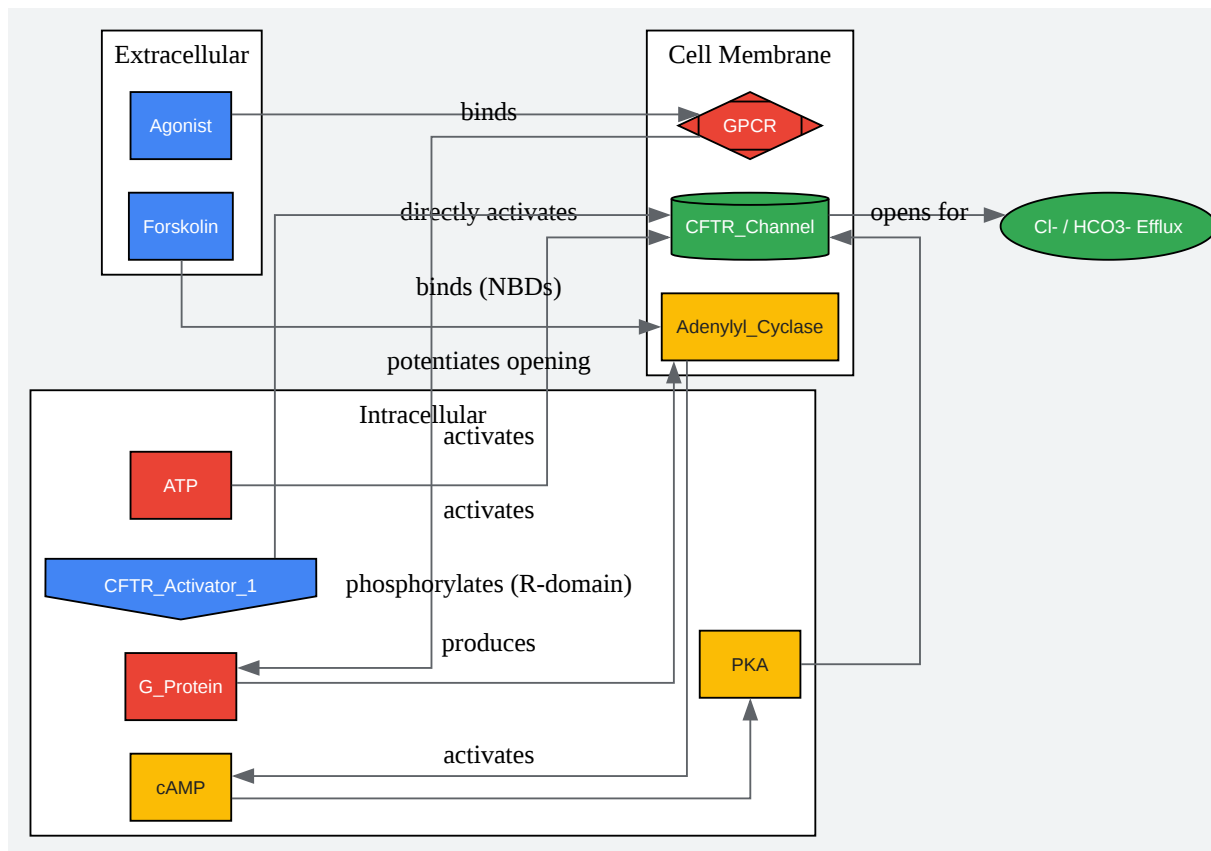 Extracellular
Cell Membrane
Agonist
binds
GPCR
Forskolin
directly activates
CFTR_Channel
opens for
Cl- / HCO3- Efflux
binds (NBDs)
Adenylyl_Cyclase
potentiates opening
Intracellular
activates
ATP
activates
CFTR_Activator_1
phosphorylates (R-domain)
produces
G_Protein
PKA
activates
cAMP